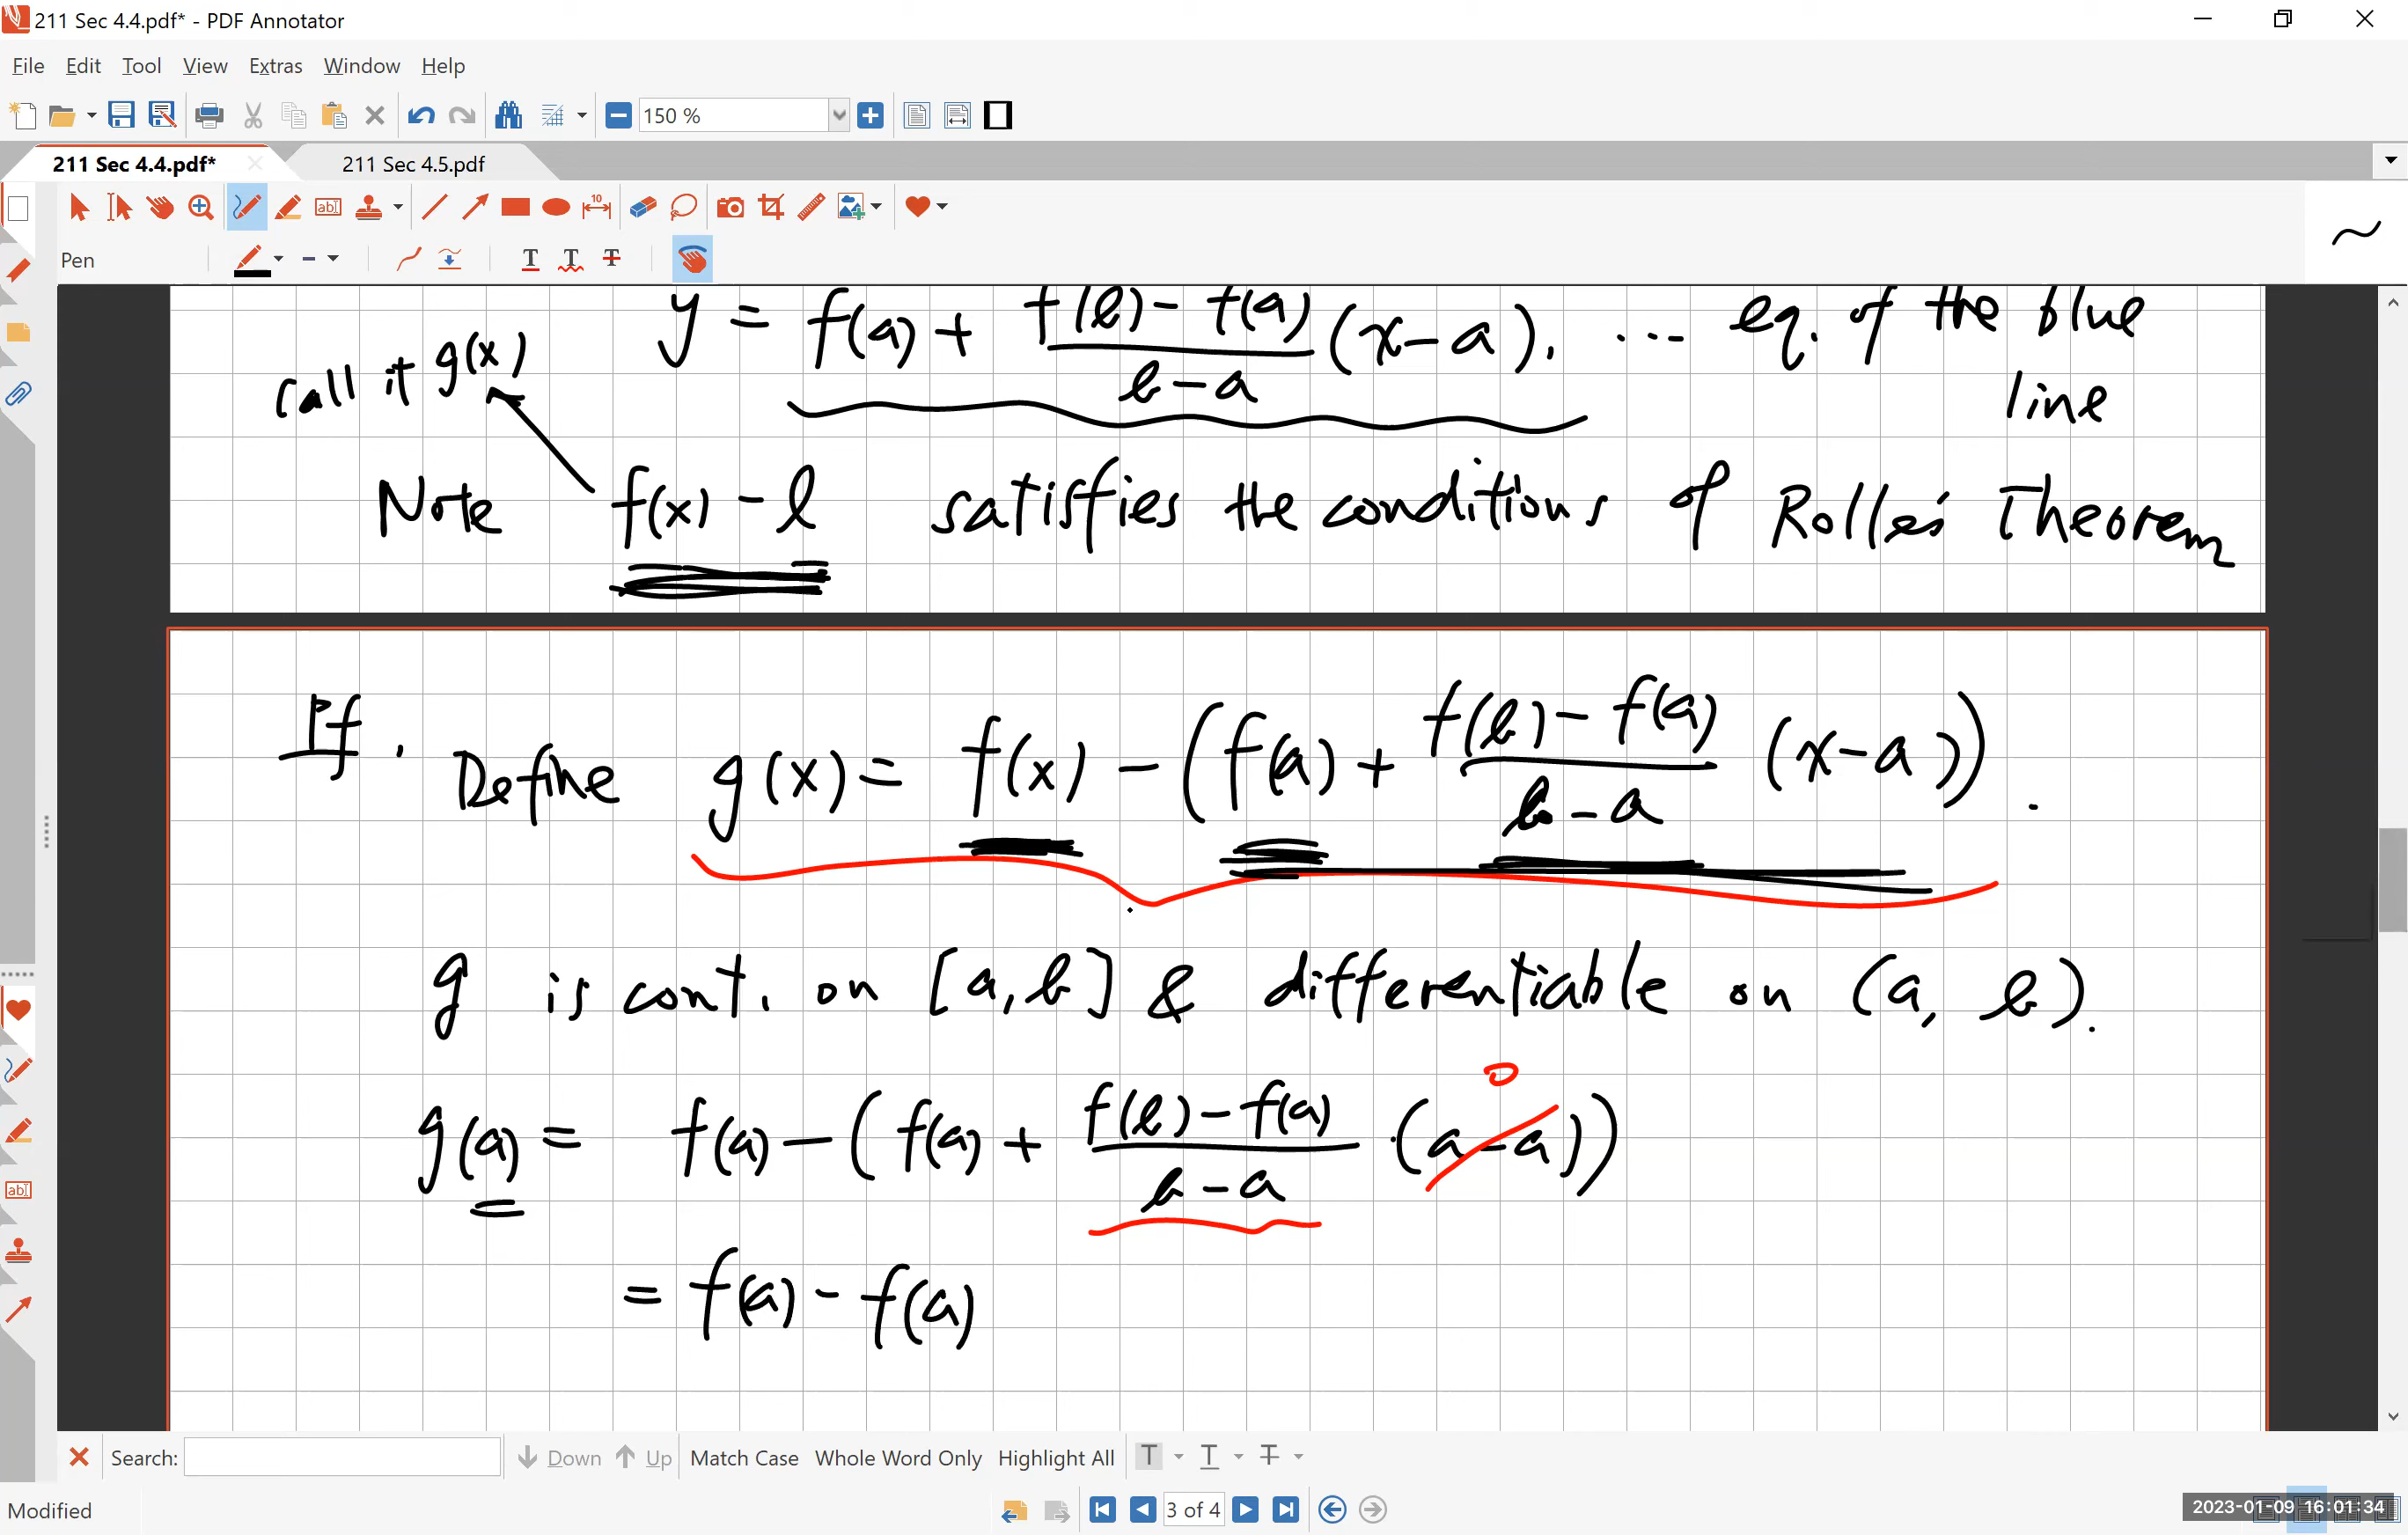 211 Sec 4.4.pdf* - PDF Annotator
File Edit Tool View Extras Window Help
150 %
211 Sec 4.4.pdf* 211 Sec 4.5.pdf
ab 10
Pen T T T
y = f(a) + f(b) - f(a) / b - a (x - a). ... eq. of the blue line
call it g(x)
Note f(x) - l satisfies the conditions of Rolle's Theorem
Pf. Define g(x) = f(x) - (f(a) + f(b) - f(a) / b - a (x - a)).
g is cont. on [a, b] & differentiable on (a, b).
g(a) = f(a) - (f(a) + f(b) - f(a) / b - a · (a - a)) 0
= f(a) - f(a)
ab
Search: Down Up Match Case Whole Word Only Highlight All T T T
Modified 3 of 4 2023-01-09 16:01:34